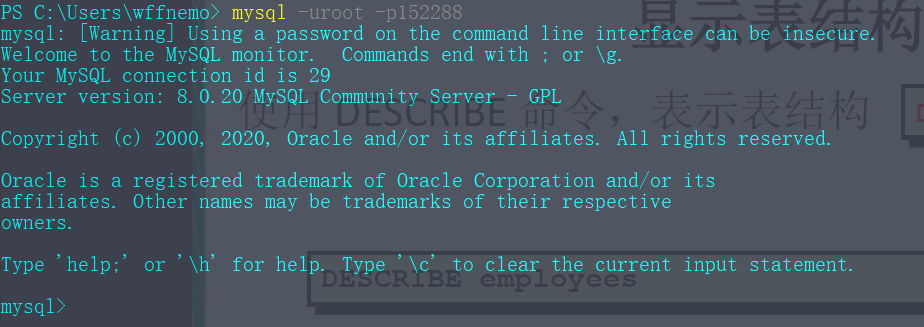 PS C:\Users\wffnemo> mysql -uroot -p152288
mysql: [Warning] Using a password on the command line interface can be insecure.
Welcome to the MySQL monitor.  Commands end with ; or \g.
Your MySQL connection id is 29
Server version: 8.0.20 MySQL Community Server - GPL
Copyright (c) 2000, 2020, Oracle and/or its affiliates. All rights reserved.
Oracle is a registered trademark of Oracle Corporation and/or its
affiliates. Other names may be trademarks of their respective
owners.
Type 'help;' or '\h' for help. Type '\c' to clear the current input statement.
mysql>
显示表结构
使用 DESCRIBE 命令，表示表结构
DESCRIBE employees